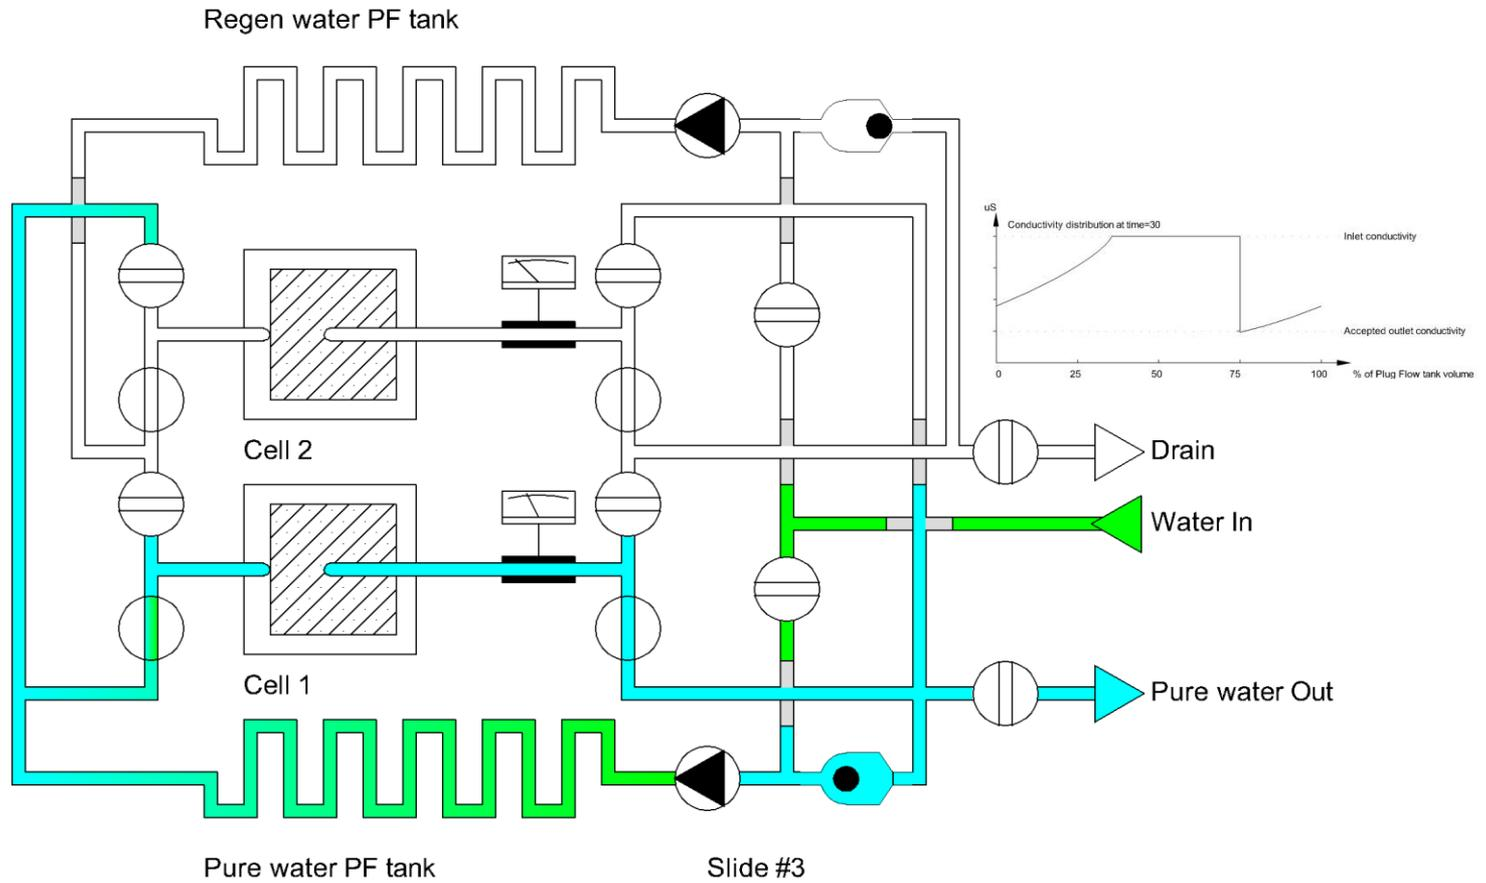 Regen water PF tank
uS
Conductivity distribution at time=30
Inlet conductivity
Accepted outlet conductivity
0 25 50 75 100 % of Plug Flow tank volume
Cell 2
Drain
Water In
Cell 1
Pure water Out
Pure water PF tank
Slide #3